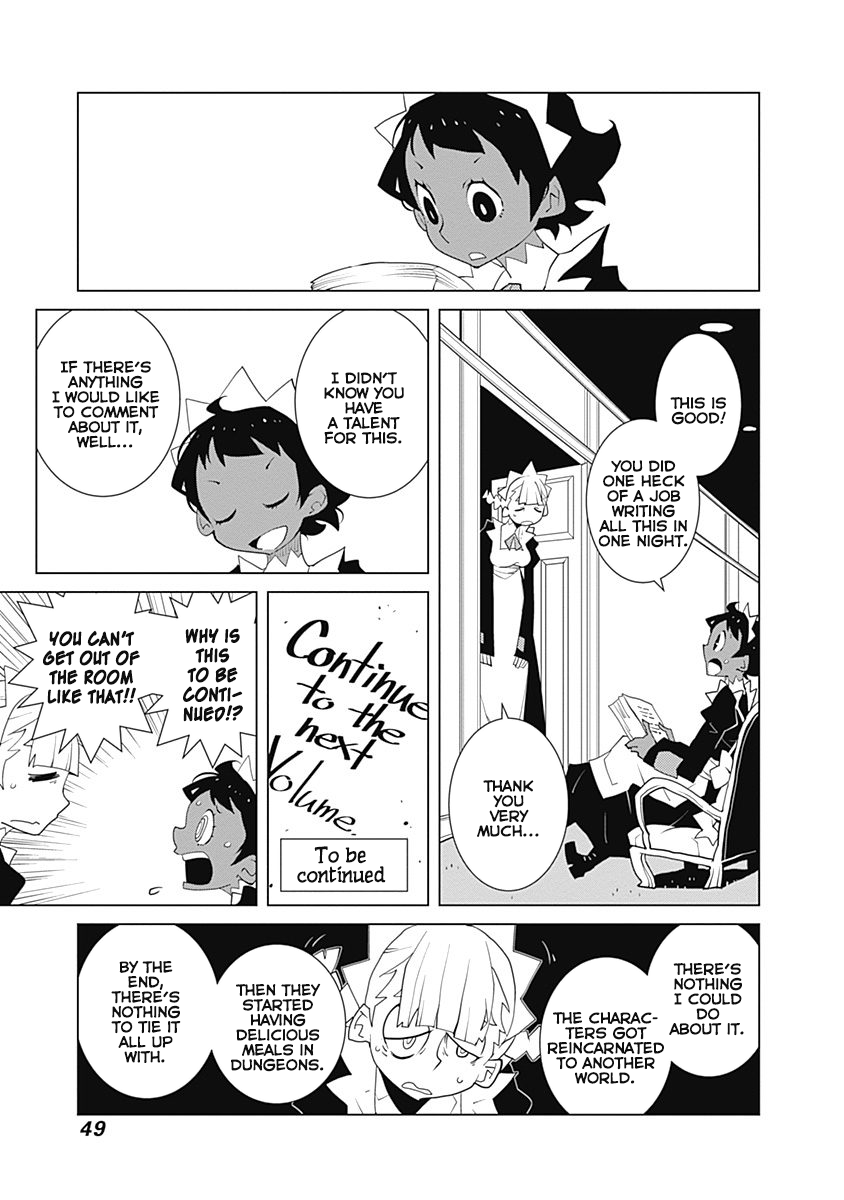 THIS IS
GOOD!
YOU DID
ONE HECK
OF A JOB
WRITING
ALL THIS IN
ONE NIGHT.
THANK
YOU
VERY
MUCH...
I DIDN'T
KNOW YOU
HAVE
A TALENT
FOR THIS.
IF THERE'S
ANYTHING
I WOULD LIKE
TO COMMENT
ABOUT IT,
WELL...
Continue
to the
next
Volume.
To be
continued
WHY IS
THIS
TO BE
CONTI-
NUED!?
YOU CAN'T
GET OUT OF
THE ROOM
LIKE THAT!!
THERE'S
NOTHING
I COULD
DO
ABOUT IT.
THE CHARAC-
TERS GOT
REINCARNATED
TO ANOTHER
WORLD.
THEN THEY
STARTED
HAVING
DELICIOUS
MEALS IN
DUNGEONS.
BY THE
END,
THERE'S
NOTHING
TO TIE IT
ALL UP
WITH.
49